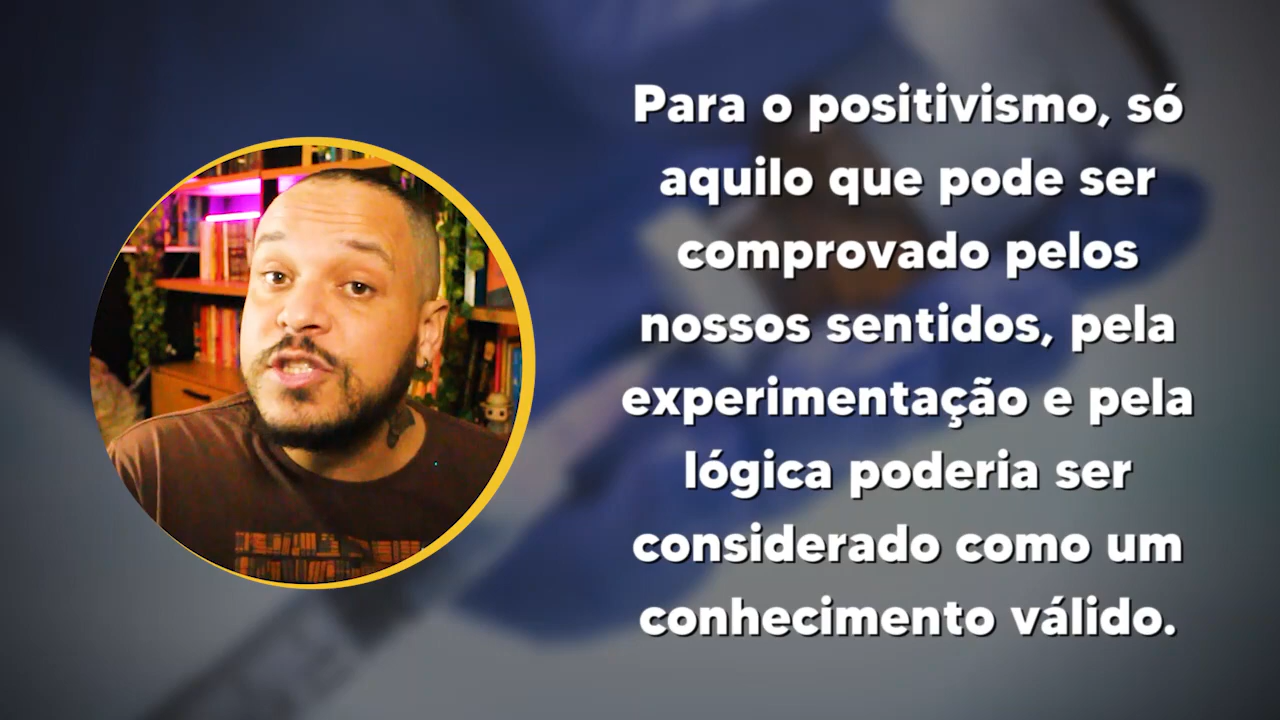 Para o positivismo, só
aquilo que pode ser
comprovado pelos
nossos sentidos, pela
experimentação e pela
lógica poderia ser
considerado como um
conhecimento válido.